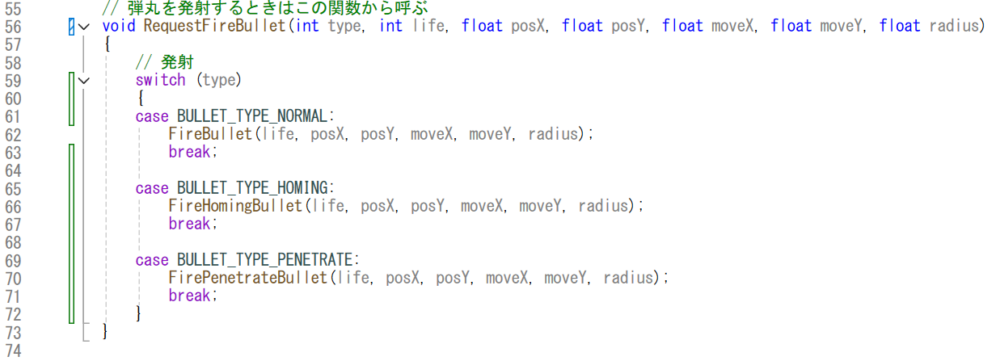 55 // 弾丸を発射するときはこの関数から呼ぶ
56 void RequestFireBullet(int type, int life, float posX, float posY, float moveX, float moveY, float radius)
57 {
58 // 発射
59 switch (type)
60 {
61 case BULLET_TYPE_NORMAL:
62 FireBullet(life, posX, posY, moveX, moveY, radius);
63 break;
64
65 case BULLET_TYPE_HOMING:
66 FireHomingBullet(life, posX, posY, moveX, moveY, radius);
67 break;
68
69 case BULLET_TYPE_PENETRATE:
70 FirePenetrateBullet(life, posX, posY, moveX, moveY, radius);
71 break;
72 }
73 }
74